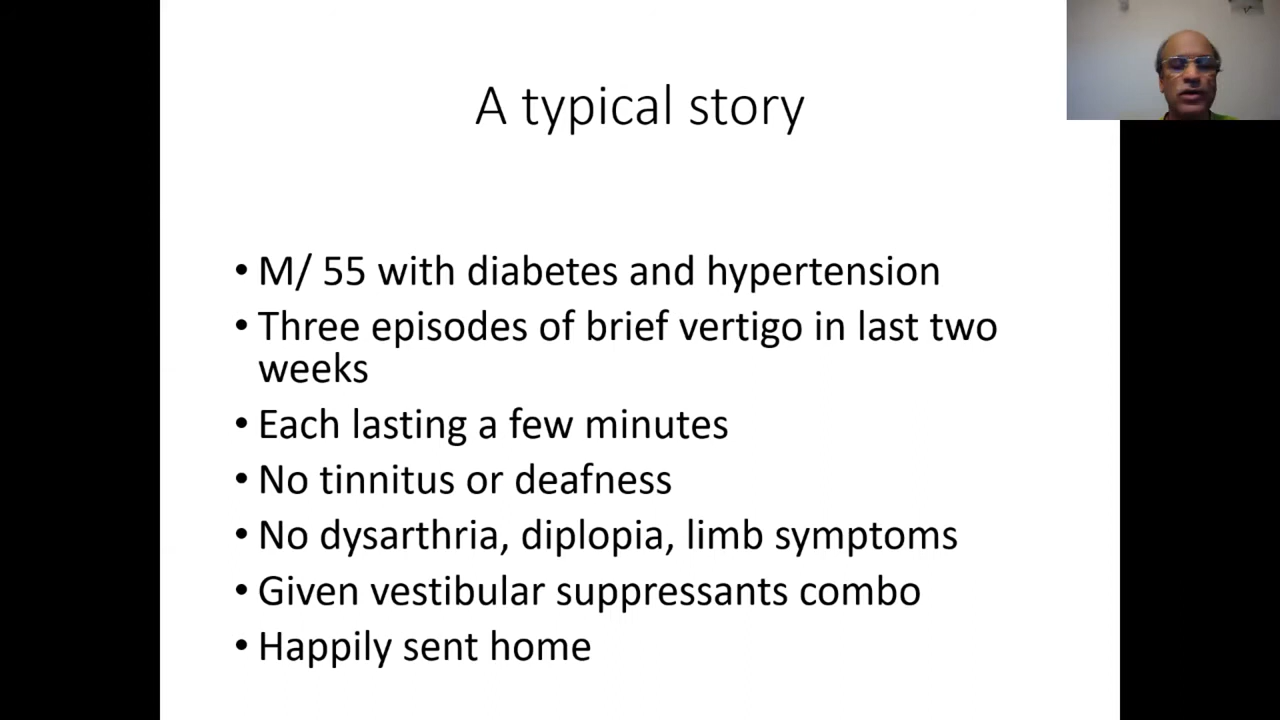 A typical story
• M/ 55 with diabetes and hypertension
• Three episodes of brief vertigo in last two
weeks
• Each lasting a few minutes
• No tinnitus or deafness
• No dysarthria, diplopia, limb symptoms
• Given vestibular suppressants combo
• Happily sent home